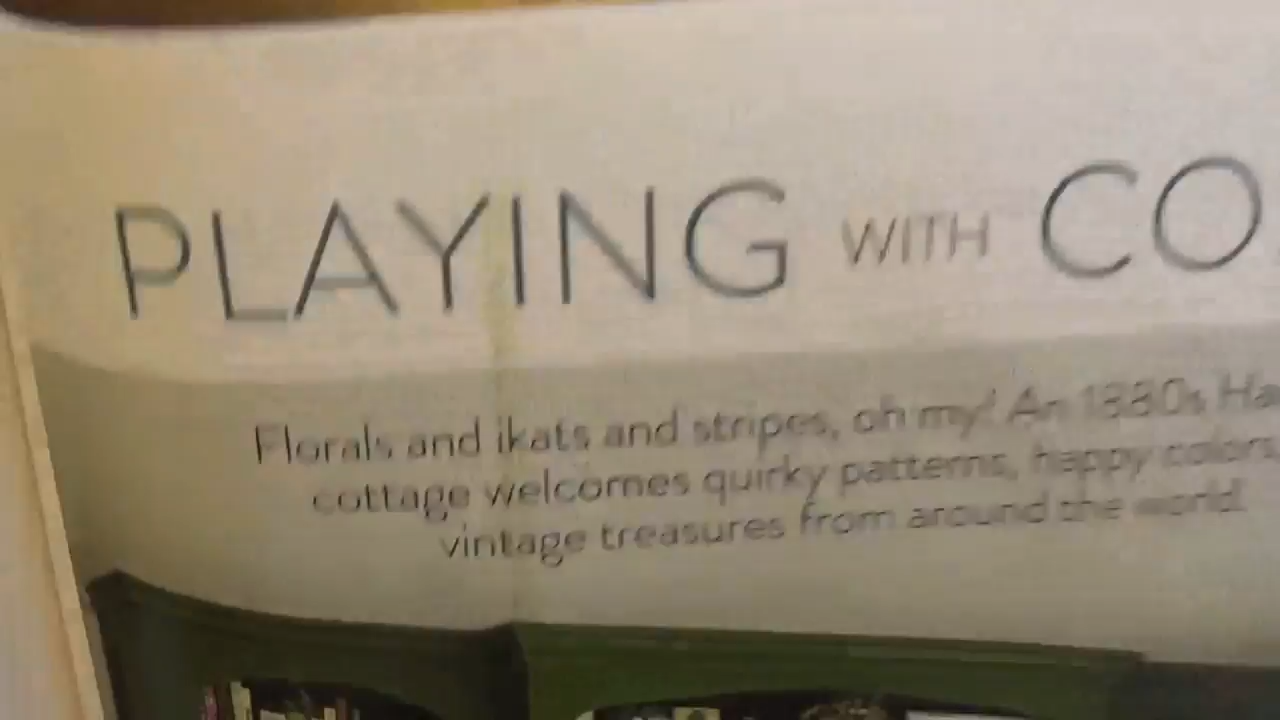 PLAYING WITH CO
Florals and ikats and stripes, oh my! An 1880s Ha
cottage welcomes quirky patterns, happy colors,
vintage treasures from around the world.